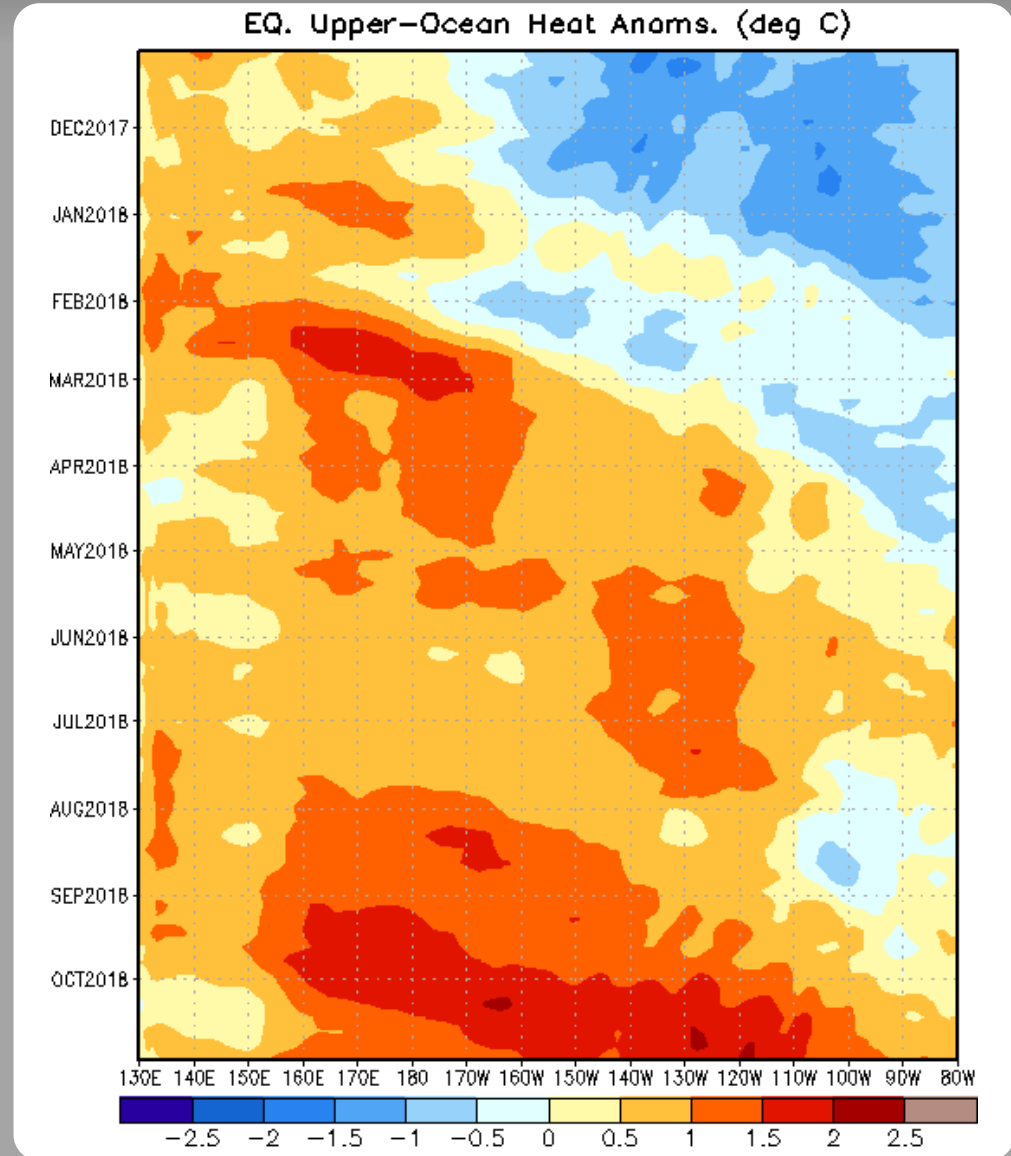 EQ. Upper-Ocean Heat Anoms. (deg C)
DEC2017
JAN2018
FEB2018
MAR2018
APR2018
MAY2018
JUN2018
JUL2018
AUG2018
SEP2018
OCT2018
130E 140E 150E 160E 170E 180 170W 160W 150W 140W 130W 120W 110W 100W 90W 80W
-2.5 -2 -1.5 -1 -0.5 0 0.5 1 1.5 2 2.5